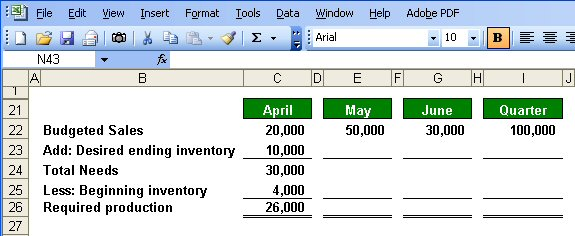 File Edit View Insert Format Tools Data Window Help Adobe PDF
Σ Arial 10 B
N43 fx
A B C D E F G H I J
21 April May June Quarter
22 Budgeted Sales 20,000 50,000 30,000 100,000
23 Add: Desired ending inventory 10,000
24 Total Needs 30,000
25 Less: Beginning inventory 4,000
26 Required production 26,000
27